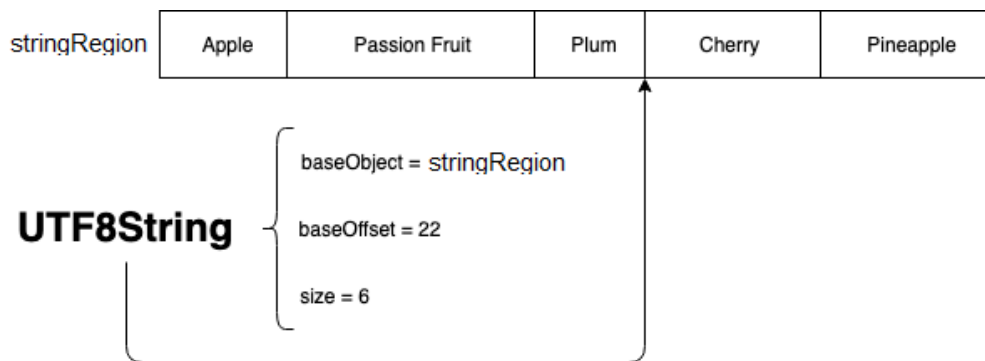 stringRegion Apple Passion Fruit Plum Cherry Pineapple
baseObject = stringRegion
UTF8String
baseOffset = 22
size = 6